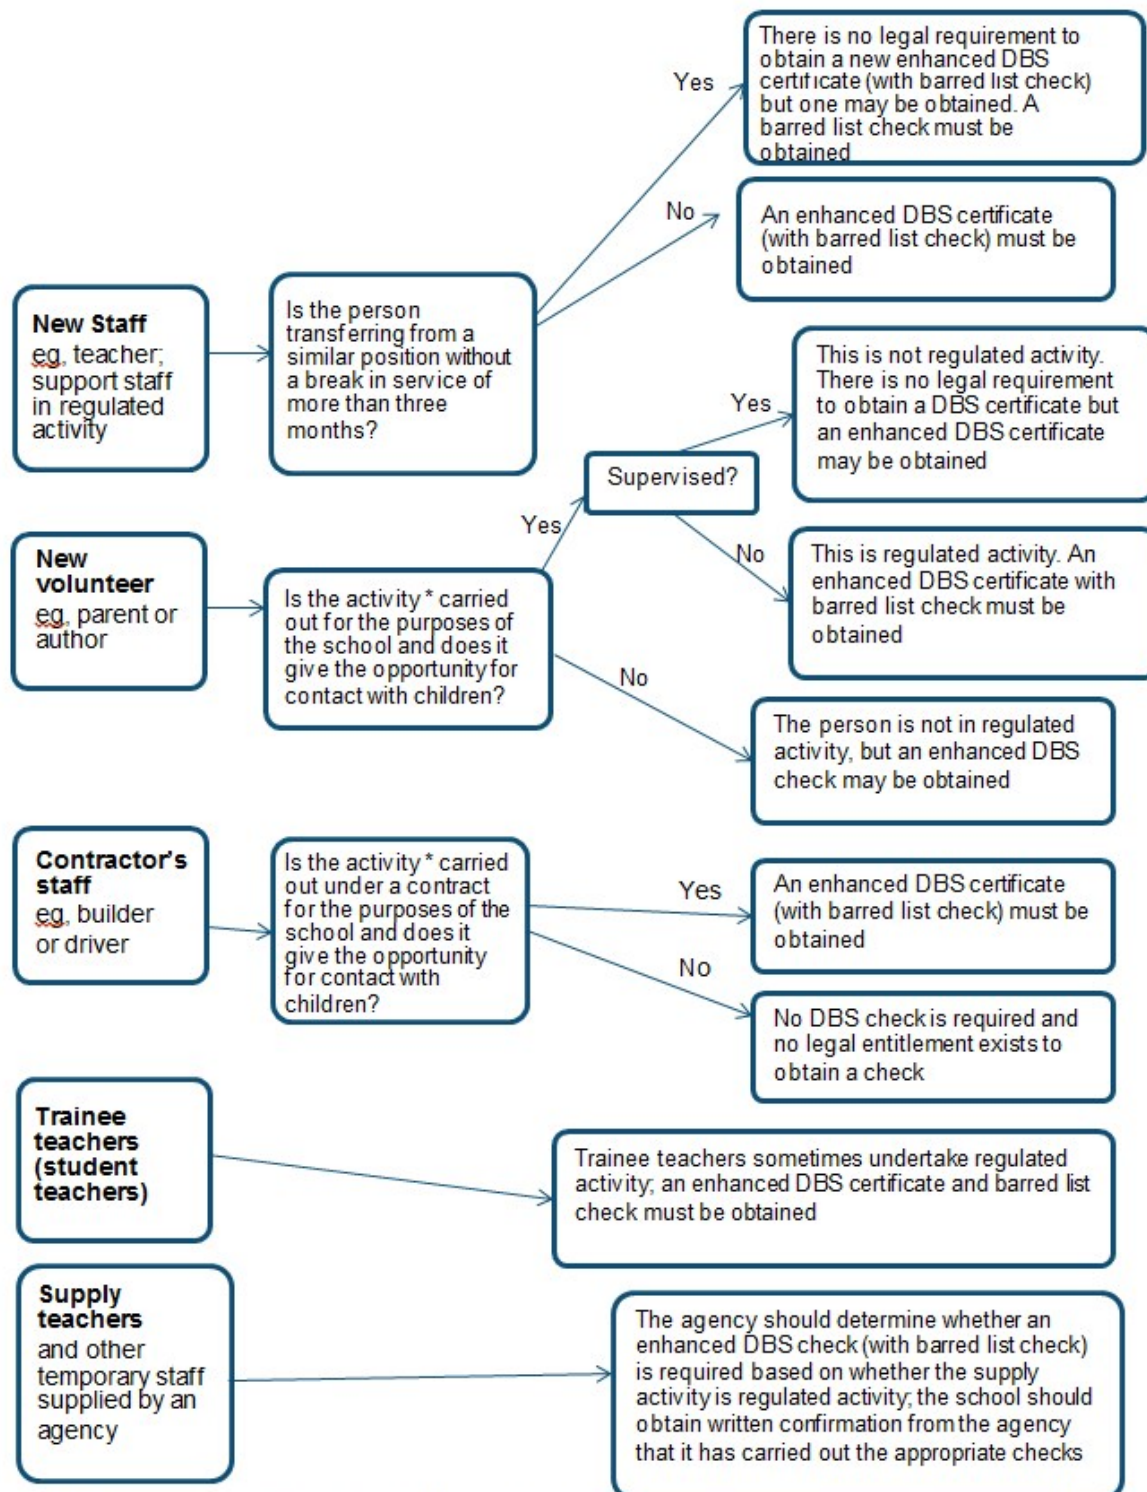 There is no legal requirement to
obtain a new enhanced DBS
certificate (with barred list check)
but one may be obtained. A
barred list check must be
obtained
Yes
No
An enhanced DBS certificate
(with barred list check) must be
obtained
New Staff
eg, teacher;
support staff
in regulated
activity
Is the person
transferring from a
similar position without
a break in service of
more than three
months?
This is not regulated activity.
There is no legal requirement
to obtain a DBS certificate but
an enhanced DBS certificate
may be obtained
Yes
Supervised?
Yes
No
This is regulated activity. An
enhanced DBS certificate with
barred list check must be
obtained
New
volunteer
eg, parent or
author
Is the activity * carried
out for the purposes of
the school and does it
give the opportunity for
contact with children?
No
The person is not in regulated
activity, but an enhanced DBS
check may be obtained
Contractor's
staff
eg, builder
or driver
Is the activity * carried
out under a contract
for the purposes of the
school and does it
give the opportunity
for contact with
children?
Yes
An enhanced DBS certificate
(with barred list check) must be
obtained
No
No DBS check is required and
no legal entitlement exists to
obtain a check
Trainee
teachers
(student
teachers)
Trainee teachers sometimes undertake regulated
activity; an enhanced DBS certificate and barred list
check must be obtained
Supply
teachers
and other
temporary staff
supplied by an
agency
The agency should determine whether an
enhanced DBS check (with barred list check)
is required based on whether the supply
activity is regulated activity; the school should
obtain written confirmation from the agency
that it has carried out the appropriate checks